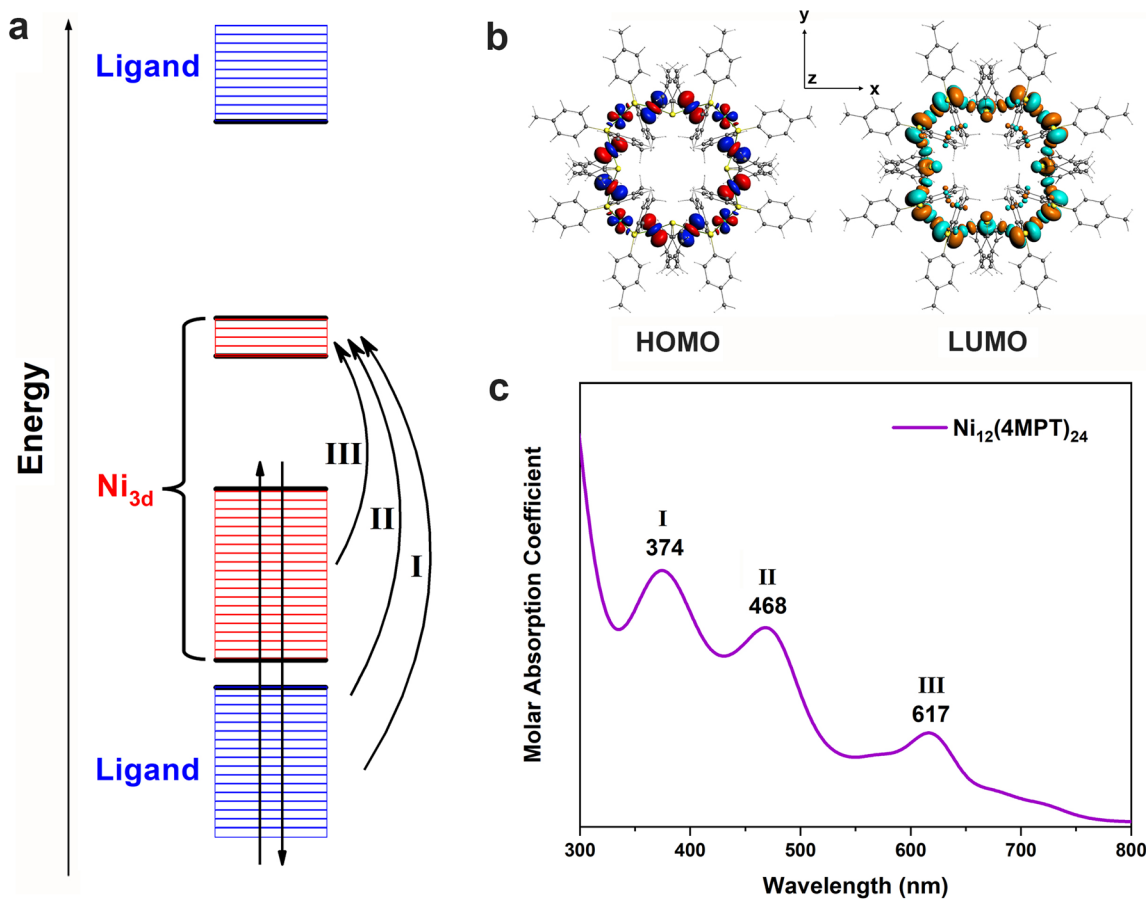 a
Energy
Ligand
Ni3d
III
II
I
Ligand
b
y
z
x
HOMO
LUMO
c
Molar Absorption Coefficient
Ni12(4MPT)24
I
374
II
468
III
617
300
400
500
600
700
800
Wavelength (nm)